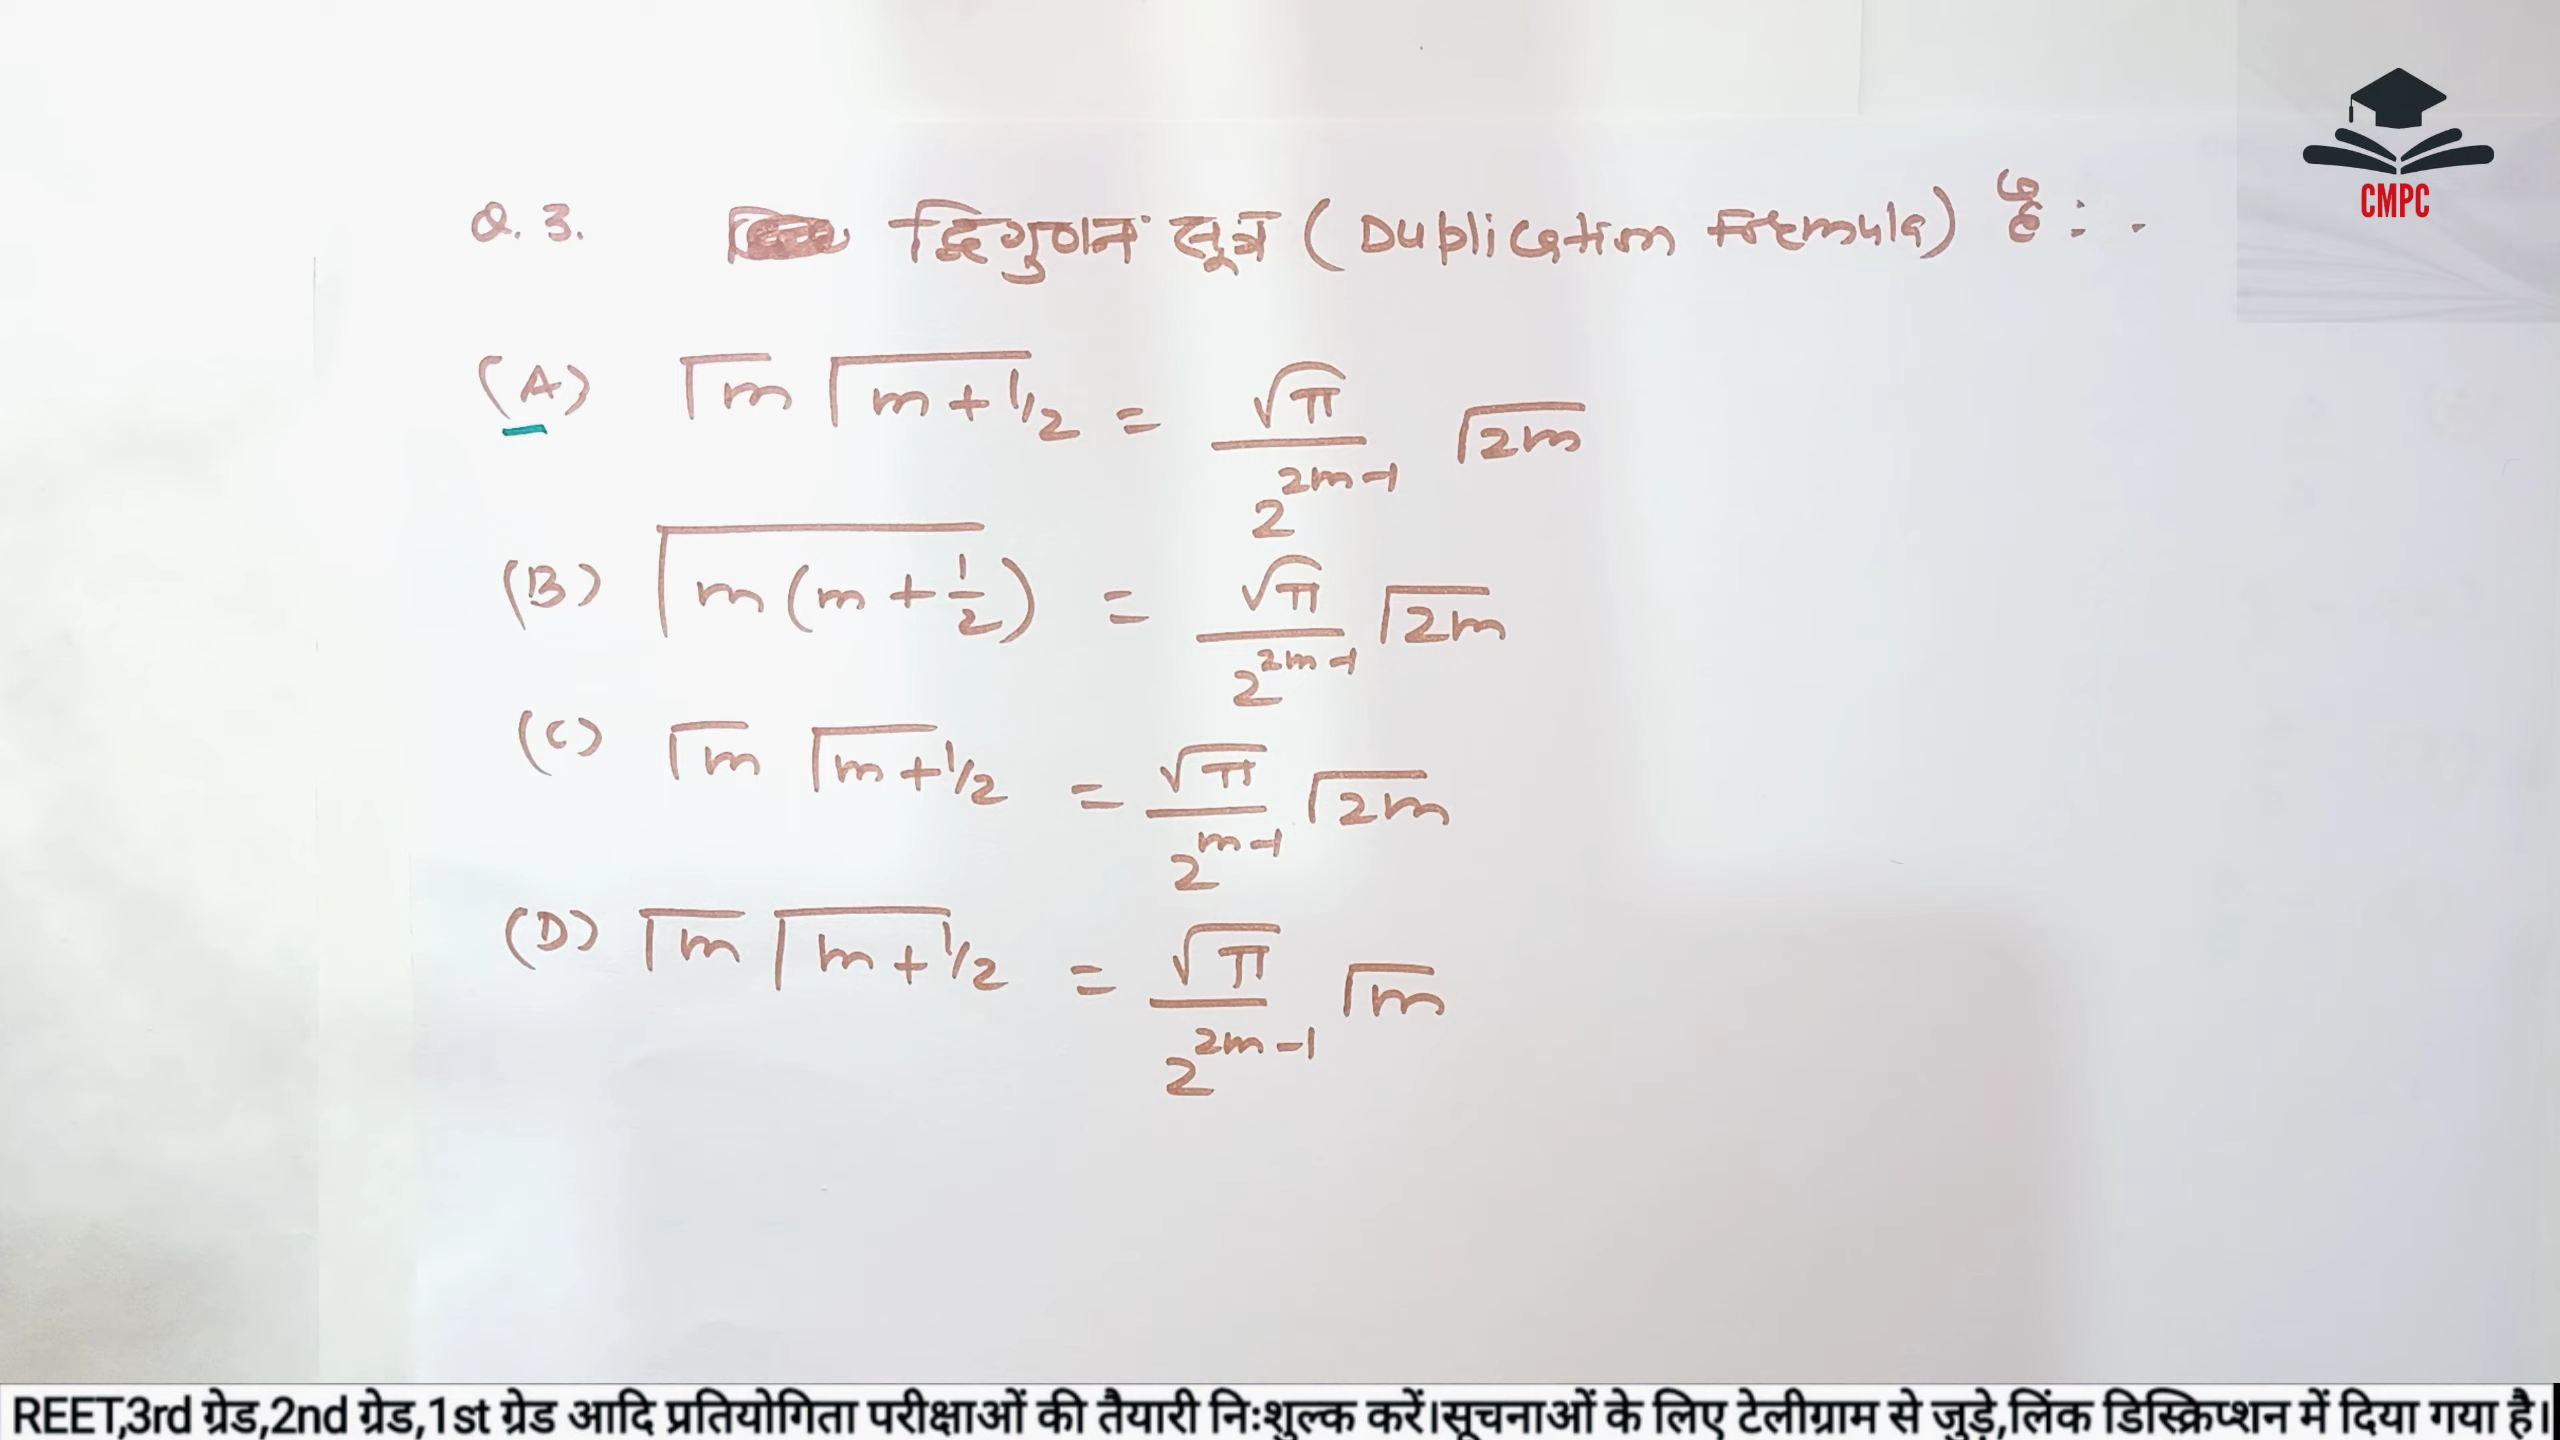 CMPC
Q. 3. द्विगुणन सूत्र (Duplication Formula) है :-
(A) Γm Γm+1/2 = √π/2^(2m-1) Γ2m
(B) Γm(m+1/2) = √π/2^(2m-1) Γ2m
(C) Γm Γm+1/2 = √π/2^(m-1) Γ2m
(D) Γm Γm+1/2 = √π/2^(2m-1) Γm
REET,3rd ग्रेड,2nd ग्रेड,1st ग्रेड आदि प्रतियोगिता परीक्षाओं की तैयारी निःशुल्क करें।सूचनाओं के लिए टेलीग्राम से जुड़े,लिंक डिस्क्रिप्शन में दिया गया है।